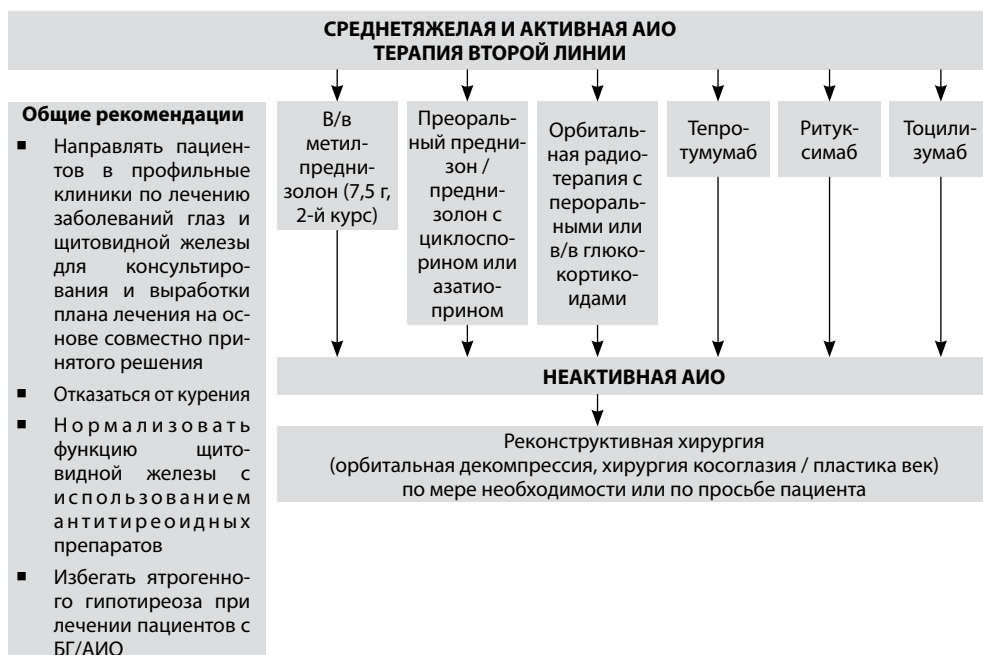 СРЕДНЕТЯЖЕЛАЯ И АКТИВНАЯ АИО
ТЕРАПИЯ ВТОРОЙ ЛИНИИ
Общие рекомендации
▪ Направлять пациен-
тов в профильные
клиники по лечению
заболеваний глаз и
щитовидной железы
для консультиро-
вания и выработки
плана лечения на ос-
нове совместно при-
нятого решения
▪ Отказаться от курения
▪ Нормализовать
функцию щито-
видной железы с
использованием
антитиреоидных
препаратов
▪ Избегать ятрогенно-
го гипотиреоза при
лечении пациентов с
БГ/АИО
В/в
метил-
предни-
золон (7,5 г,
2-й курс)
Преораль-
ный предни-
зон /
предни-
золон с
циклоспо-
рином или
азатио-
прином
Орбиталь-
ная радио-
терапия с
перораль-
ными или
в/в глюко-
кортико-
идами
Тепро-
тумумаб
Ритук-
симаб
Тоцили-
зумаб
НЕАКТИВНАЯ АИО
Реконструктивная хирургия
(орбитальная декомпрессия, хирургия косоглазия / пластика век)
по мере необходимости или по просьбе пациента